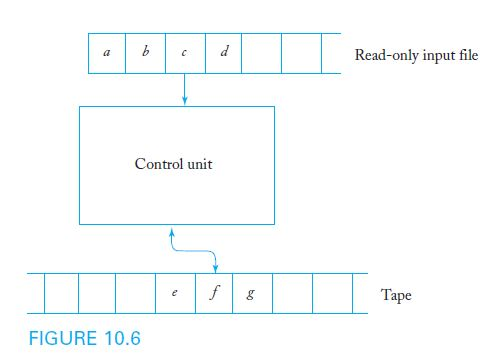 a b c d Read-only input file
Control unit
e f g Tape
FIGURE 10.6